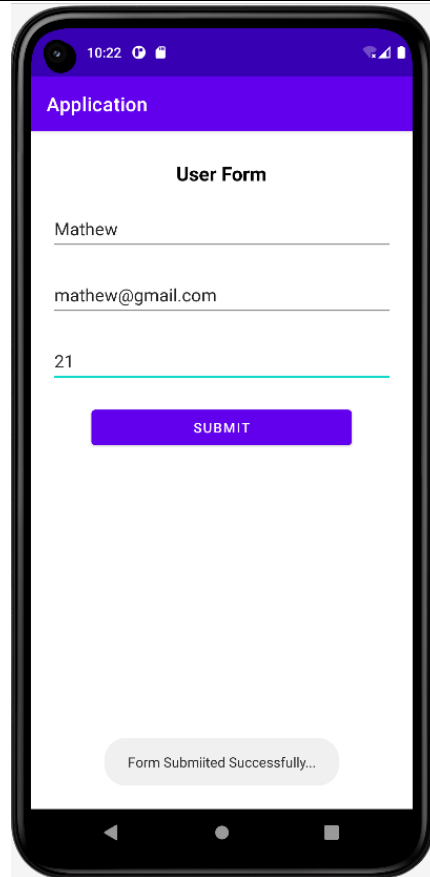 10:22
Application
User Form
Mathew
mathew@gmail.com
21
SUBMIT
Form Submiited Successfully...